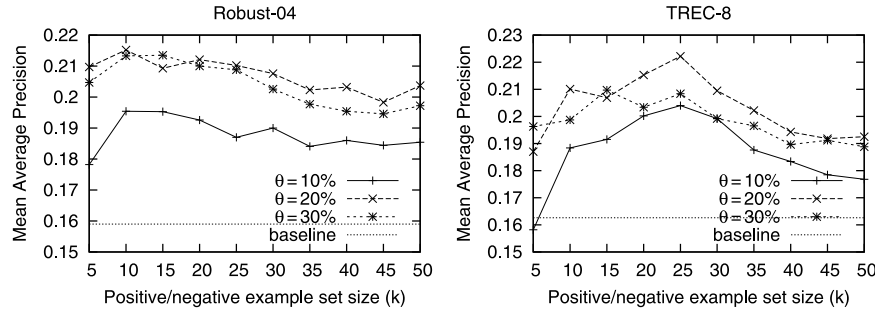 Robust-04
Mean Average Precision
0.22
0.21
0.2
0.19
0.18
0.17
0.16
0.15
θ = 10%
θ = 20%
θ = 30%
baseline
5 10 15 20 25 30 35 40 45 50
Positive/negative example set size (k)
TREC-8
Mean Average Precision
0.23
0.22
0.21
0.2
0.19
0.18
0.17
0.16
0.15
θ = 10%
θ = 20%
θ = 30%
baseline
5 10 15 20 25 30 35 40 45 50
Positive/negative example set size (k)